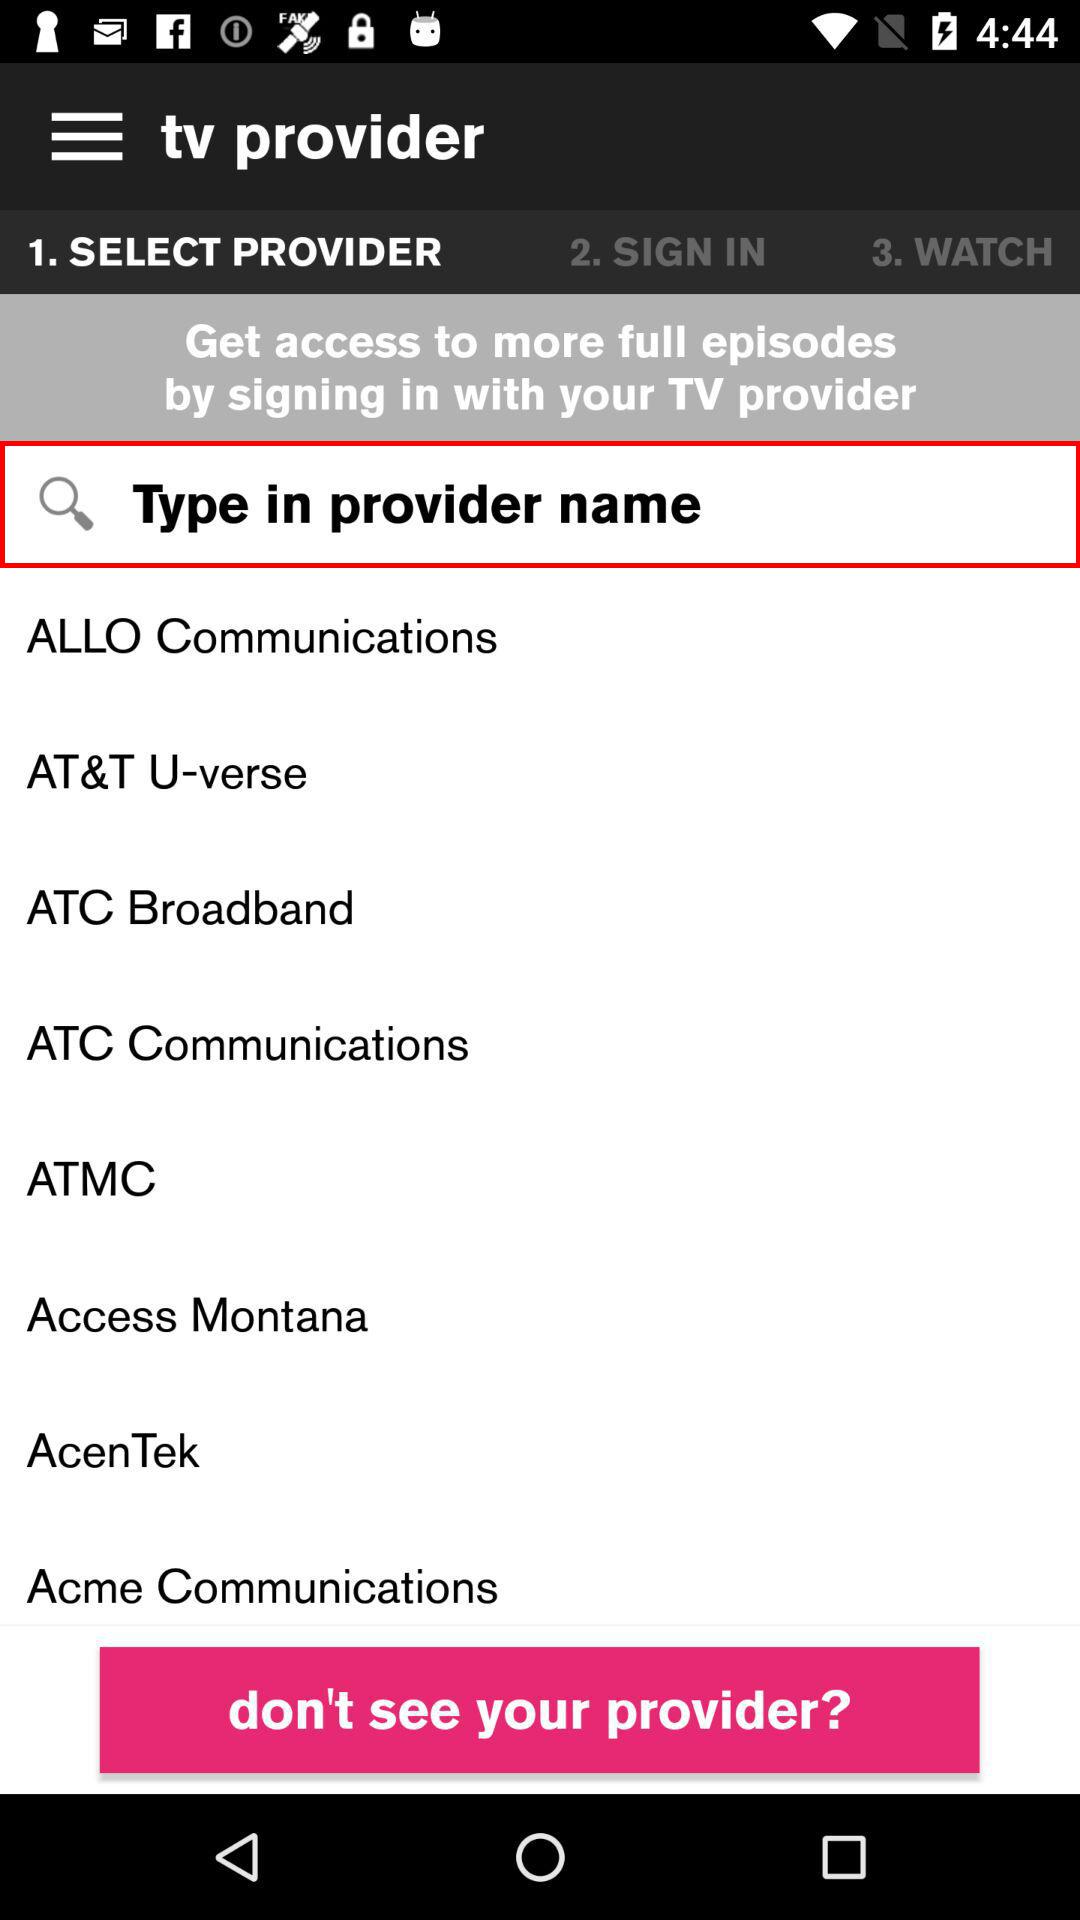 FAKE
4:44
tv provider
1. SELECT PROVIDER 2. SIGN IN 3. WATCH
Get access to more full episodes
by signing in with your TV provider
Type in provider name
ALLO Communications
AT&T U-verse
ATC Broadband
ATC Communications
ATMC
Access Montana
AcenTek
Acme Communications
don't see your provider?